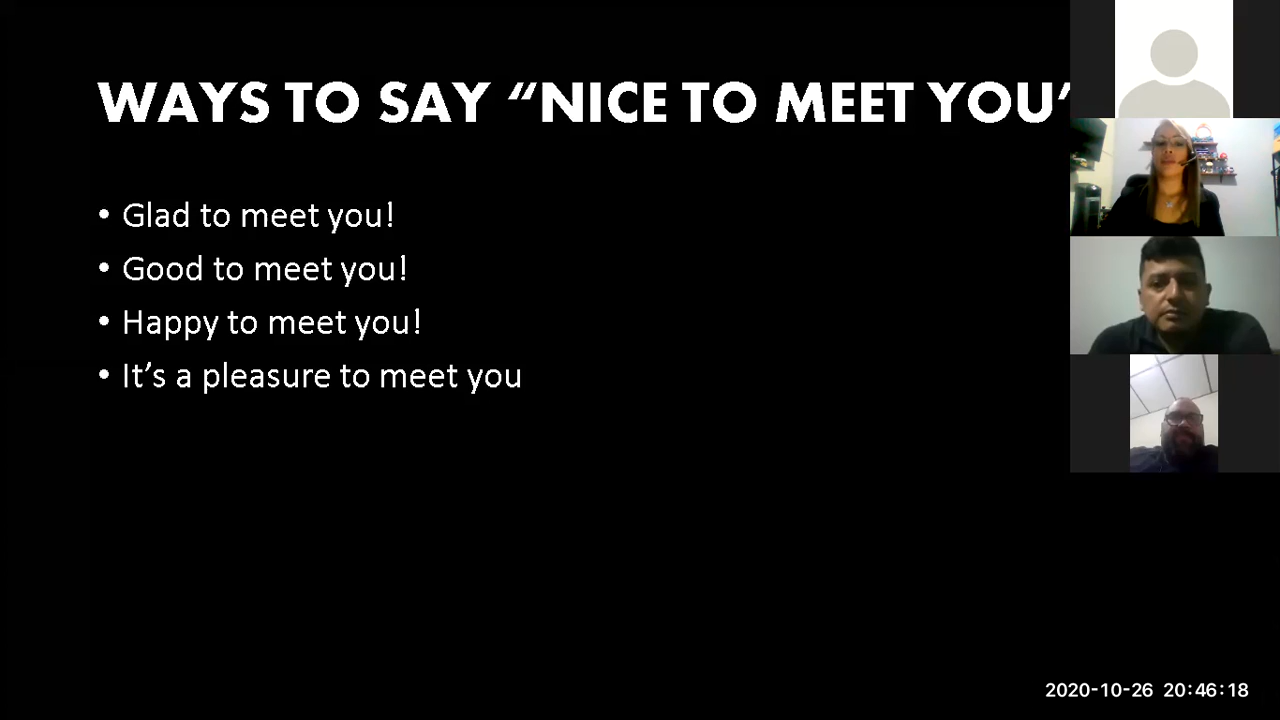 WAYS TO SAY “NICE TO MEET YOU”
• Glad to meet you!
• Good to meet you!
• Happy to meet you!
• It’s a pleasure to meet you
2020-10-26 20:46:18